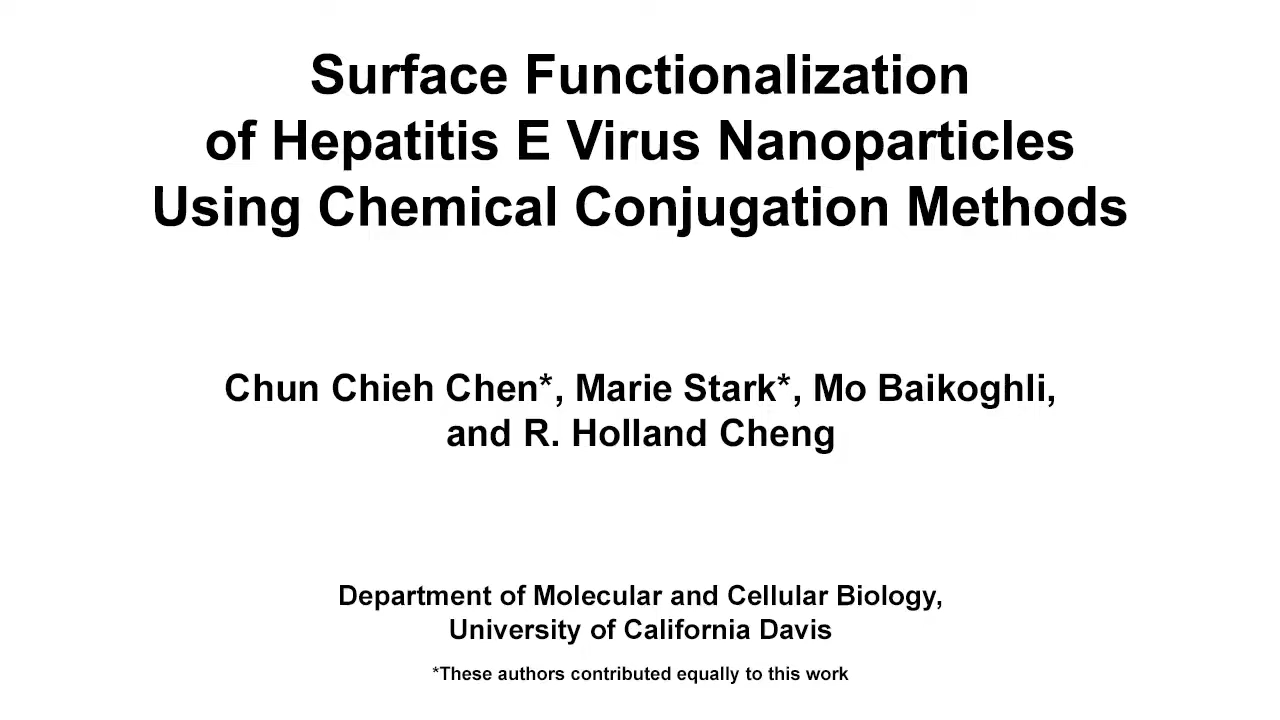 Surface Functionalization
of Hepatitis E Virus Nanoparticles
Using Chemical Conjugation Methods
Chun Chieh Chen*, Marie Stark*, Mo Baikoghli,
and R. Holland Cheng
Department of Molecular and Cellular Biology,
University of California Davis
*These authors contributed equally to this work